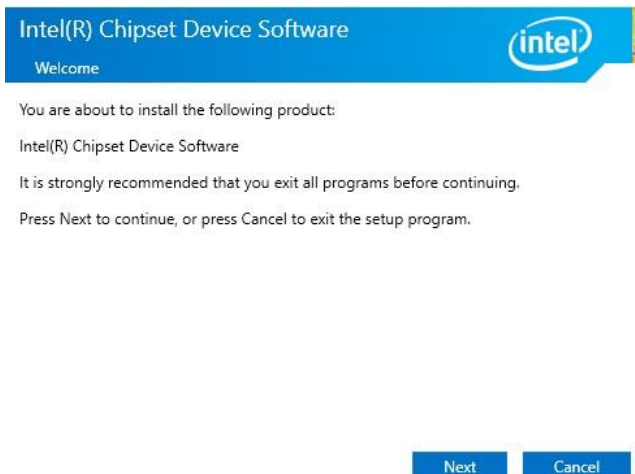 Intel(R) Chipset Device Software
intel
Welcome
You are about to install the following product:
Intel(R) Chipset Device Software
It is strongly recommended that you exit all programs before continuing.
Press Next to continue, or press Cancel to exit the setup program.
Next
Cancel